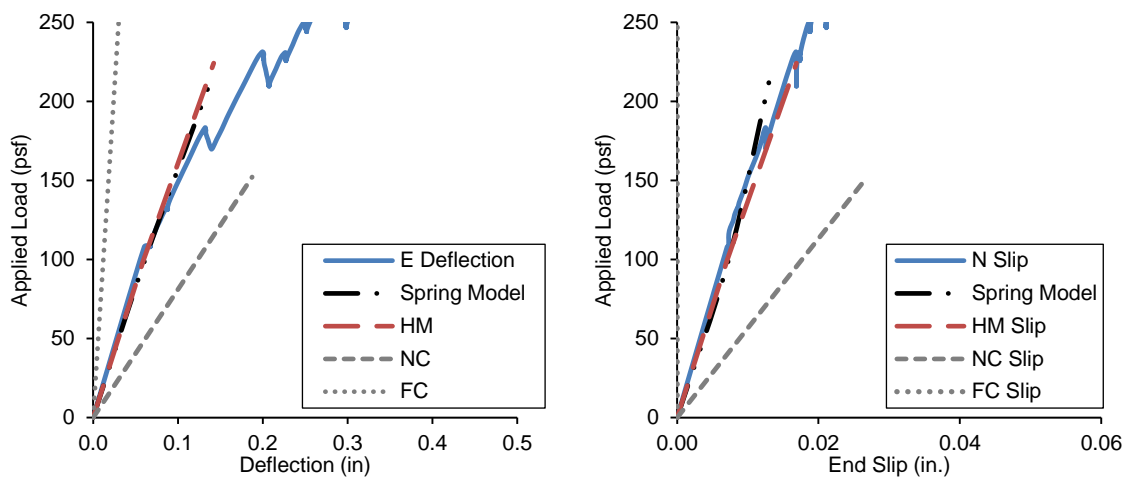 250
200
150
100
50
0
Applied Load (psf)
E Deflection
Spring Model
HM
NC
FC
0.0 0.1 0.2 0.3 0.4 0.5
Deflection (in)
250
200
150
100
50
0
Applied Load (psf)
N Slip
Spring Model
HM Slip
NC Slip
FC Slip
0.00 0.02 0.04 0.06
End Slip (in.)